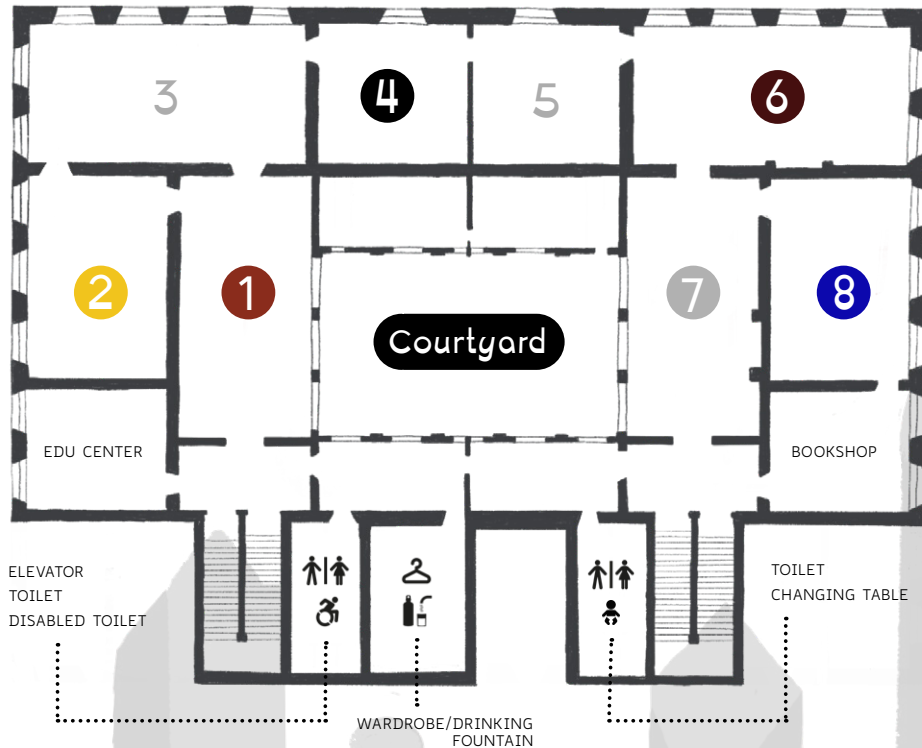 3
4
5
6
2
1
7
8
Courtyard
EDU CENTER
BOOKSHOP
ELEVATOR
TOILET
DISABLED TOILET
TOILET
CHANGING TABLE
WARDROBE/DRINKING
FOUNTAIN